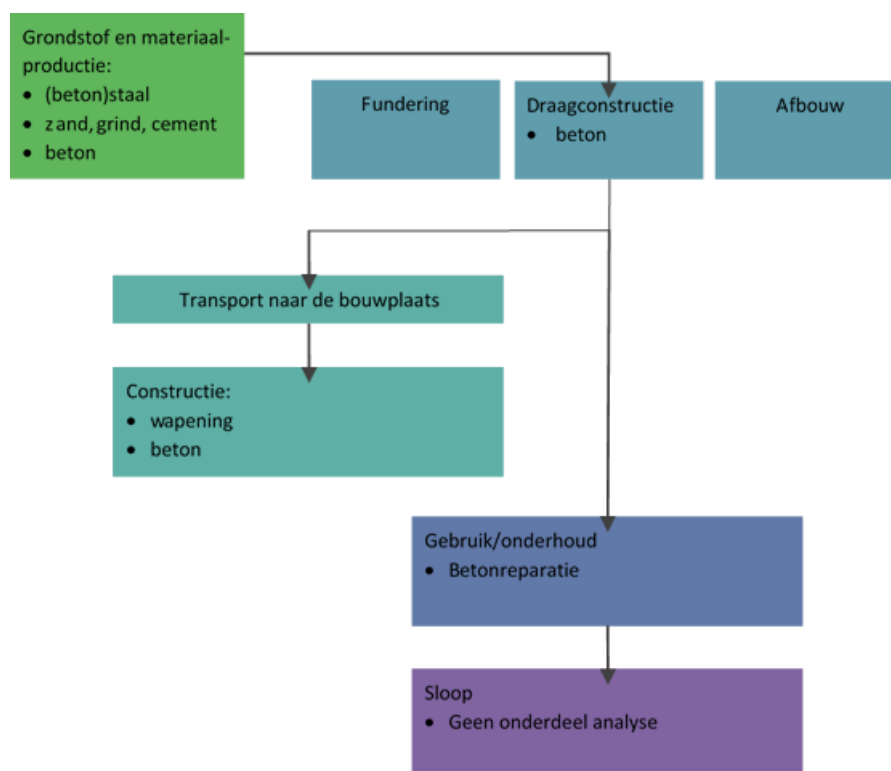 Grondstof en materiaal-
productie:
• (beton)staal
• zand, grind, cement
• beton
Fundering
Draagconstructie
• beton
Afbouw
Transport naar de bouwplaats
Constructie:
• wapening
• beton
Gebruik/onderhoud
• Betonreparatie
Sloop
• Geen onderdeel analyse